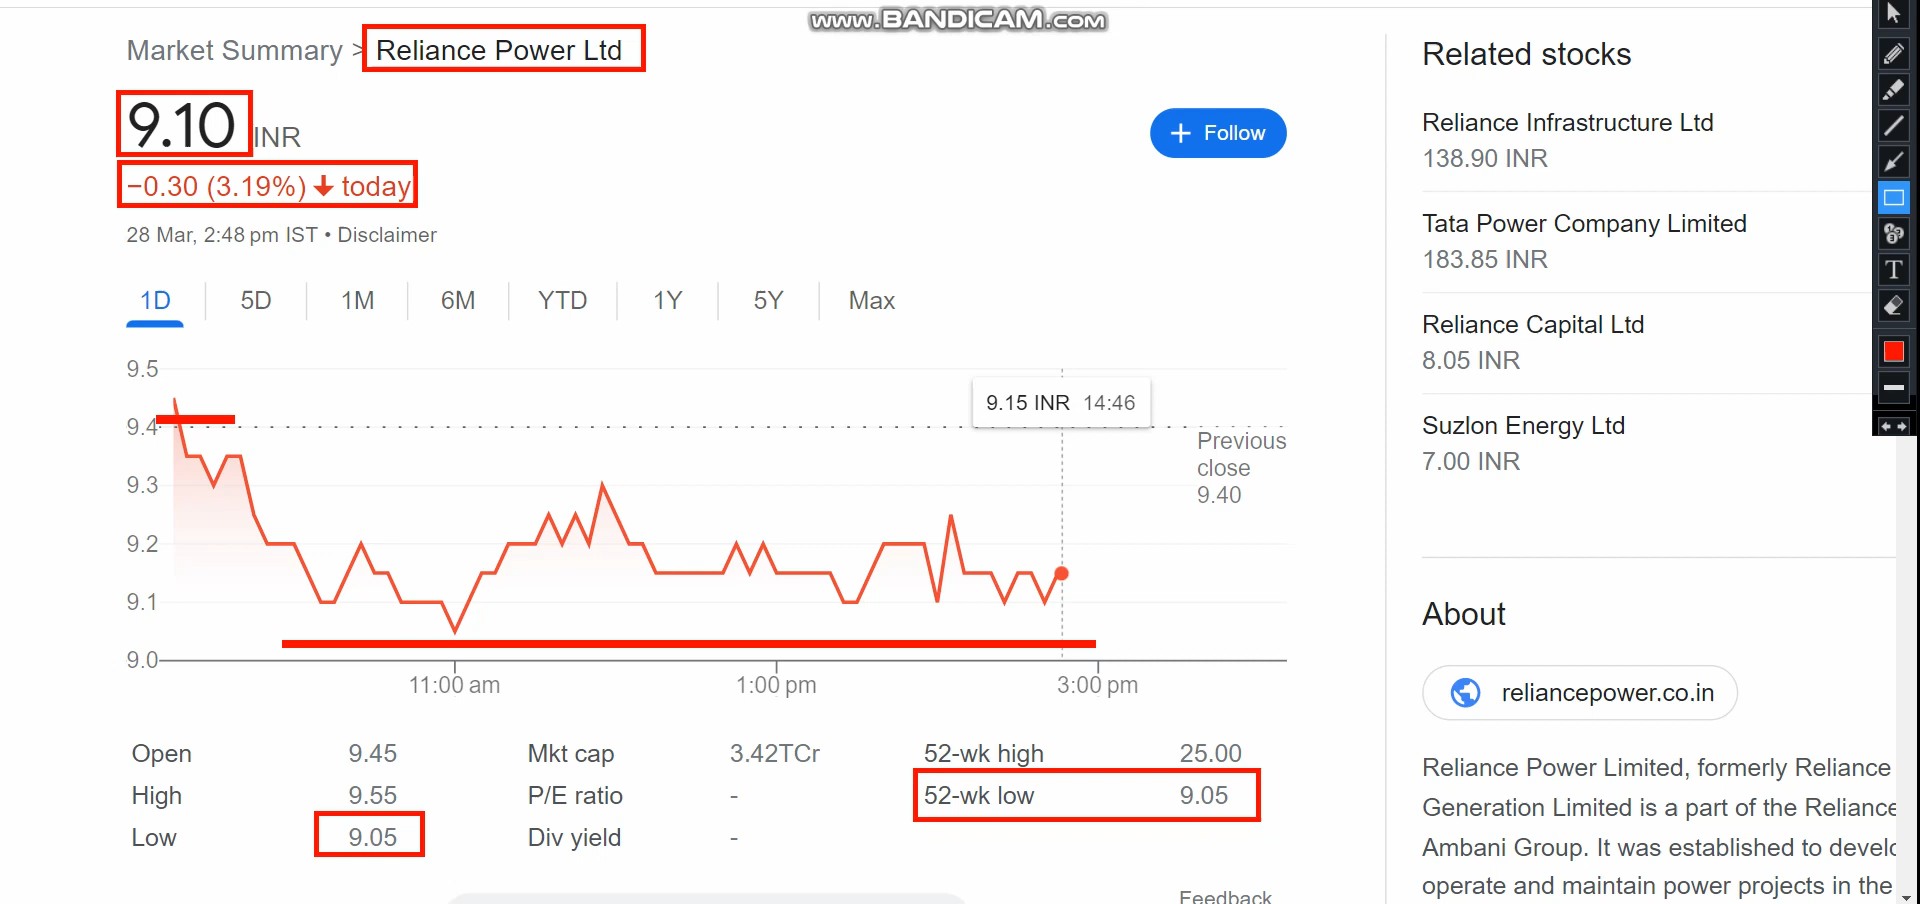 www.BANDICAM.com
Market Summary > Reliance Power Ltd
9.10 INR
−0.30 (3.19%) ↓ today
28 Mar, 2:48 pm IST • Disclaimer
+ Follow
1D 5D 1M 6M YTD 1Y 5Y Max
9.5
9.4
9.3
9.2
9.1
9.0
9.15 INR 14:46
Previous
close
9.40
11:00 am 1:00 pm 3:00 pm
Open 9.45 Mkt cap 3.42TCr 52-wk high 25.00
High 9.55 P/E ratio - 52-wk low 9.05
Low 9.05 Div yield -
Feedback
Related stocks
Reliance Infrastructure Ltd
138.90 INR
Tata Power Company Limited
183.85 INR
Reliance Capital Ltd
8.05 INR
Suzlon Energy Ltd
7.00 INR
About
reliancepower.co.in
Reliance Power Limited, formerly Reliance
Generation Limited is a part of the Reliance
Ambani Group. It was established to develo
operate and maintain power projects in the
T